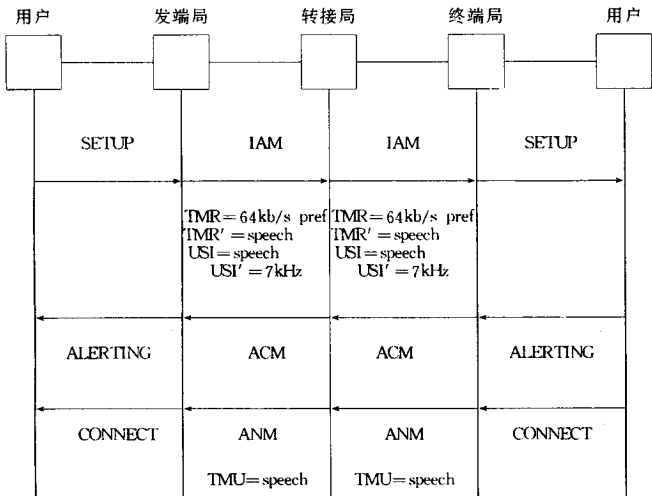 用户 发端局 转接局 终端局 用户
SETUP IAM IAM SETUP
TMR=64kb/s pref TMR=64kb/s pref
TMR′=speech TMR′=speech
USI=speech USI=speech
USI′=7kHz USI′=7kHz
ALERTING ACM ACM ALERTING
CONNECT ANM ANM CONNECT
TMU=speech TMU=speech